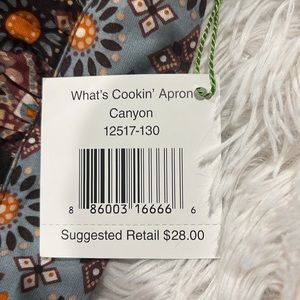 What's Cookin' Apron
Canyon
12517-130
8 86003 16666 6
Suggested Retail $28.00